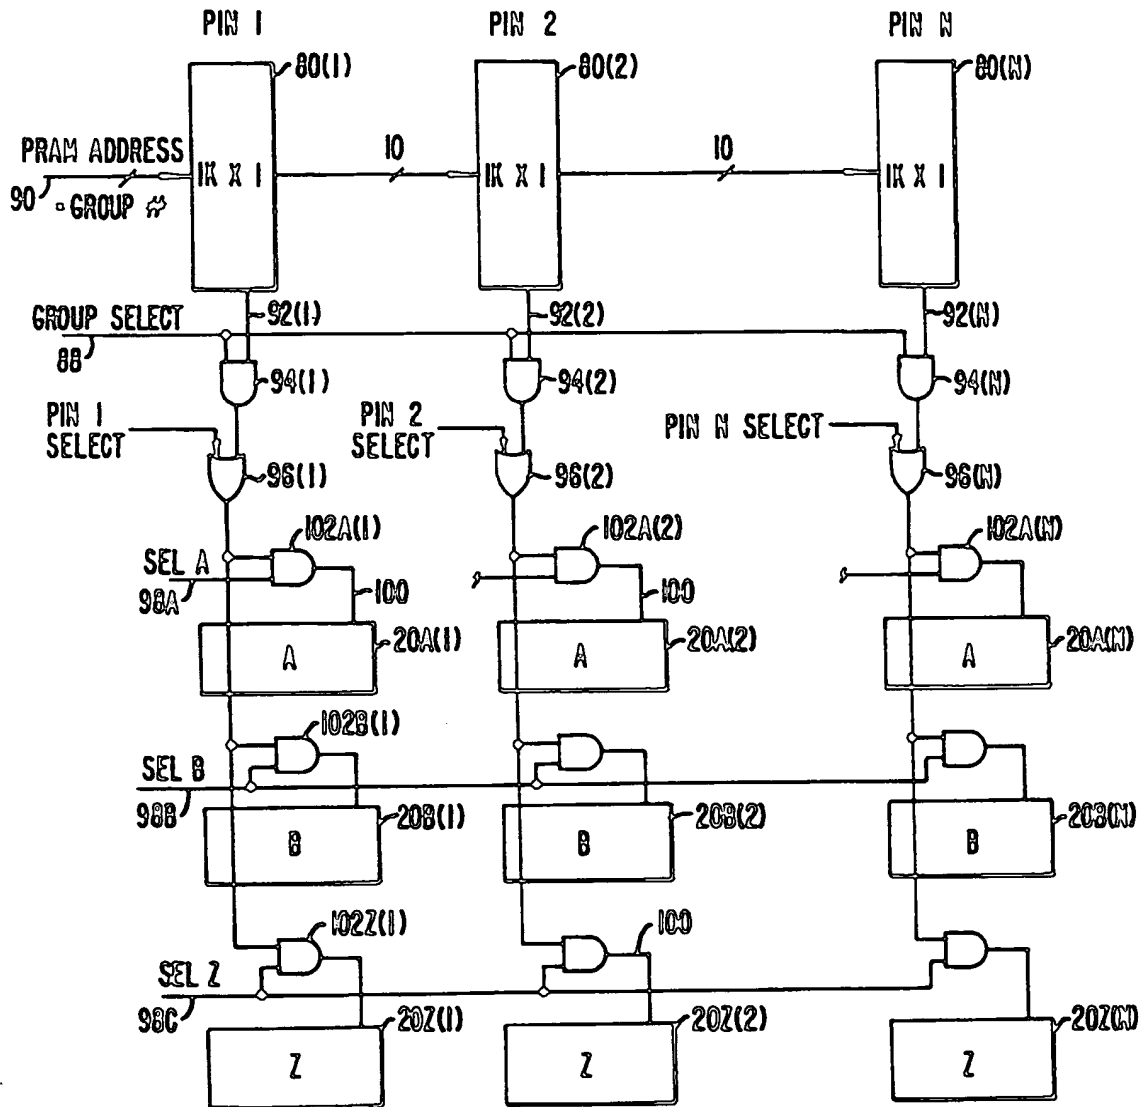 PIN 1 PIN 2 PIN N
80(1) 80(2) 80(N)
PRAM ADDRESS 10 10
1K X 1 1K X 1 1K X 1
90 = GROUP #
GROUP SELECT 92(1) 92(2) 92(N)
88 94(1) 94(2) 94(N)
PIN 1 SELECT PIN 2 SELECT PIN N SELECT
96(1) 96(2) 96(N)
102A(1) 102A(2) 102A(N)
SEL A
98A 100 100
A 20A(1) A 20A(2) A 20A(N)
102B(1)
SEL B
98B 20B(1) 20B(2) 20B(N)
B B B
102Z(1) 100
SEL Z
98C 20Z(1) 20Z(2) 20Z(N)
Z Z Z